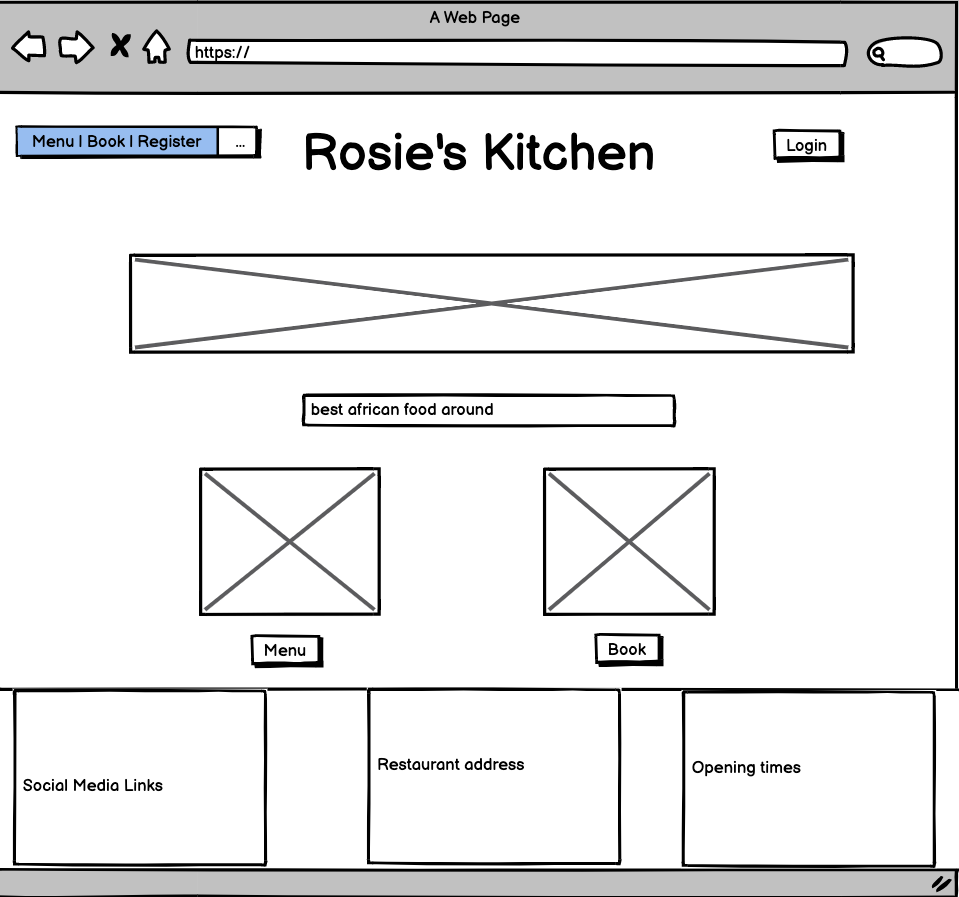 A Web Page
https://
Menu | Book | Register
...
Rosie's Kitchen
Login
best african food around
Menu
Book
Social Media Links
Restaurant address
Opening times